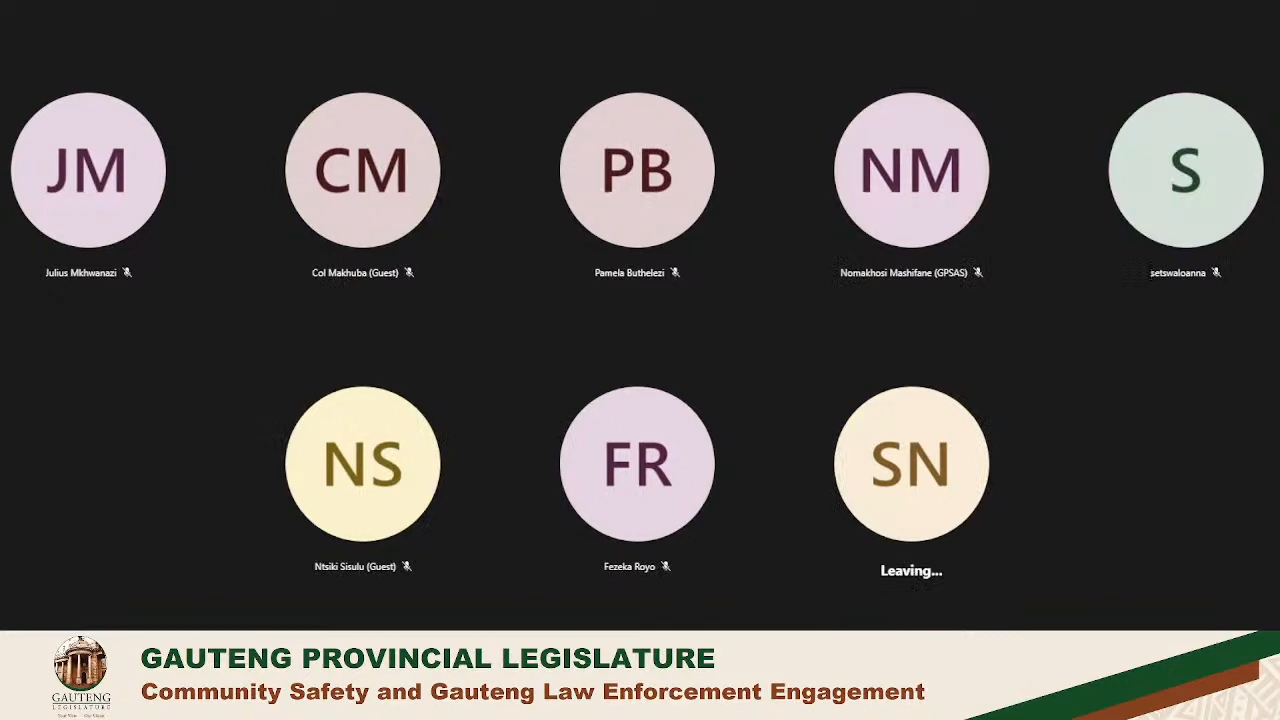 JM
CM
PB
NM
S
Julius Mkhwanazi
Col Makhuba (Guest)
Pamela Buthelezi
Nomakhosi Mashifane (GPSAS)
setswaloanna
NS
FR
SN
Ntsiki Sisulu (Guest)
Fezeka Royo
Leaving...
GAUTENG PROVINCIAL LEGISLATURE
Community Safety and Gauteng Law Enforcement Engagement
GAUTENG
LEGISLATURE